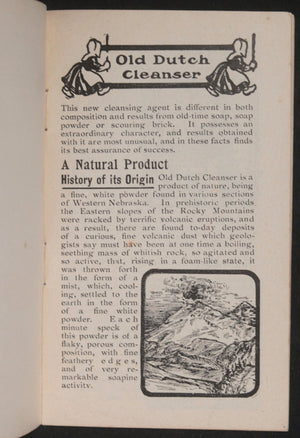 Old Dutch
Cleanser
This new cleansing agent is different in both
composition and results from old-time soap, soap
powder or scouring brick. It possesses an
extraordinary character, and results obtained
with it are most unusual, and in these facts finds
its best assurance of success.
A Natural Product
History of its Origin Old Dutch Cleanser is a
product of nature, being
a fine, white powder found in various sections
of Western Nebraska. In prehistoric periods
the Eastern slopes of the Rocky Mountains
were racked by terrific volcanic eruptions, and
as a result, there are found to-day deposits
of a curious, fine volcanic dust which geolo-
gists say must have been at one time a boiling,
seething mass of whitish rock, so agitated and
so active, that, rising in a foam-like state, it
was thrown forth
in the form of a
mist, which, cool-
ing, settled to the
earth in the form
of a fine white
powder. Each
minute speck of
this powder is of a
flaky, porous com-
position, with fine
feathery edges,
and of very re-
markable soaping
activity.